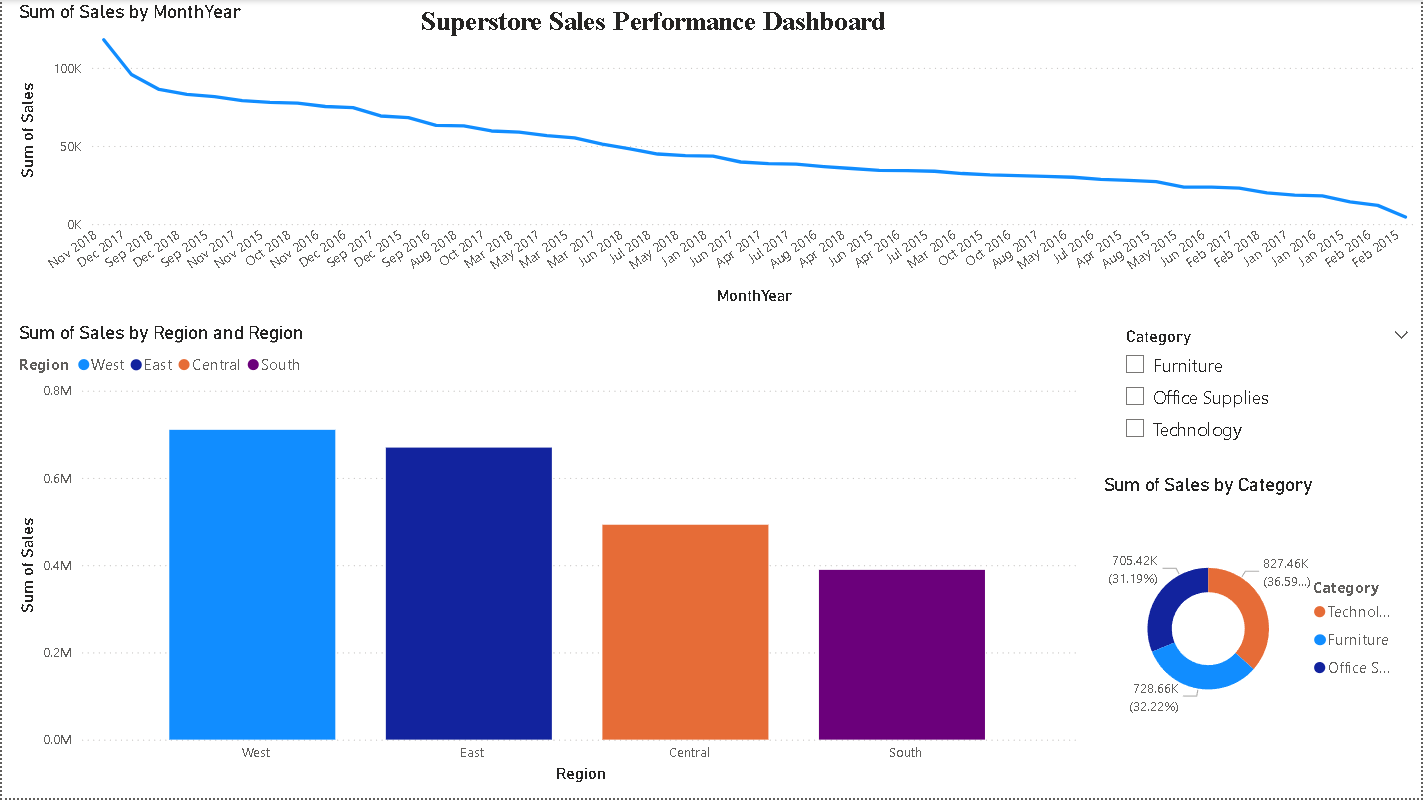 Superstore Sales Performance Dashboard
Sum of Sales by MonthYear
Sum of Sales
100K
50K
0K
Nov 2018
Dec 2017
Sep 2018
Dec 2018
Sep 2015
Nov 2017
Nov 2015
Oct 2018
Nov 2016
Dec 2016
Sep 2017
Dec 2015
Sep 2016
Aug 2018
Oct 2017
Mar 2018
May 2017
Mar 2015
Mar 2017
Jun 2018
Jul 2018
May 2018
Jan 2018
Jun 2017
Apr 2017
Jul 2017
Aug 2016
Apr 2018
Jun 2015
Apr 2016
Jul 2015
Mar 2016
Oct 2015
Oct 2016
Aug 2017
May 2016
Jul 2016
Apr 2015
Aug 2015
May 2015
Jun 2016
Feb 2017
Feb 2018
Jan 2017
Jan 2016
Jan 2015
Feb 2016
Feb 2015
MonthYear
Sum of Sales by Region and Region
Region West East Central South
Sum of Sales
0.8M
0.6M
0.4M
0.2M
0.0M
West
East
Central
South
Region
Category
Furniture
Office Supplies
Technology
Sum of Sales by Category
705.42K
(31.19%)
827.46K
(36.59...)
728.66K
(32.22%)
Category
Technol...
Furniture
Office S...